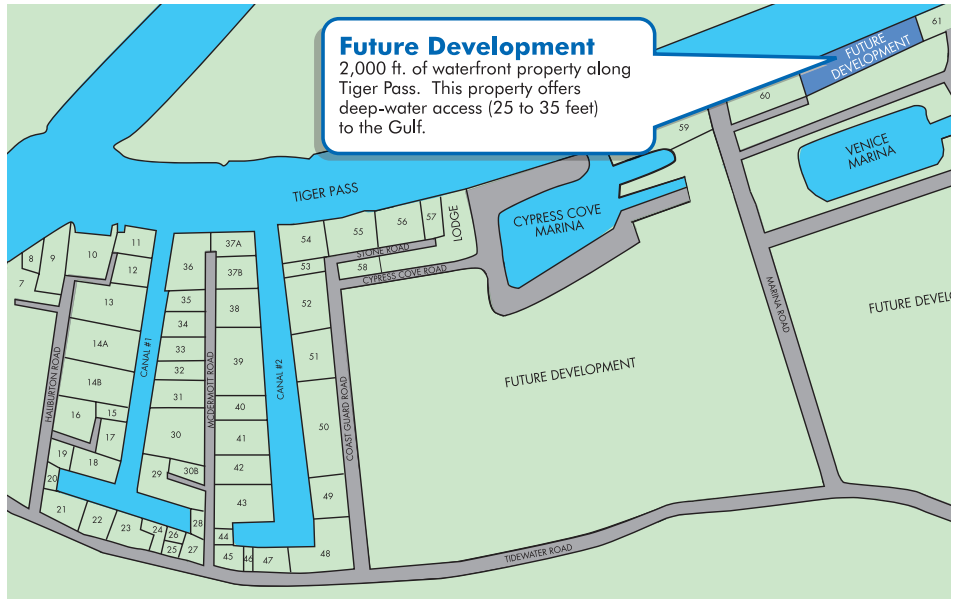 Future Development
2,000 ft. of waterfront property along
Tiger Pass. This property offers
deep-water access (25 to 35 feet)
to the Gulf.
61
FUTURE
DEVELOPMENT
60
59
VENICE
MARINA
TIGER PASS
CYPRESS COVE
MARINA
LODGE
57
56
55
54
STONE ROAD
53
58
CYPRESS COVE ROAD
8
9
10
11
12
7
36
37A
37B
13
35
38
52
34
14A
33
39
51
32
14B
31
40
16
15
17
30
41
50
19
18
29
30B
42
20
43
49
21
22
23
24
26
25
27
28
44
45
46
47
48
HALIBURTON ROAD
CANAL #1
MCDERMOTT ROAD
CANAL #2
COAST GUARD ROAD
MARINA ROAD
FUTURE DEVELOPMENT
FUTURE DEVEL
TIDEWATER ROAD